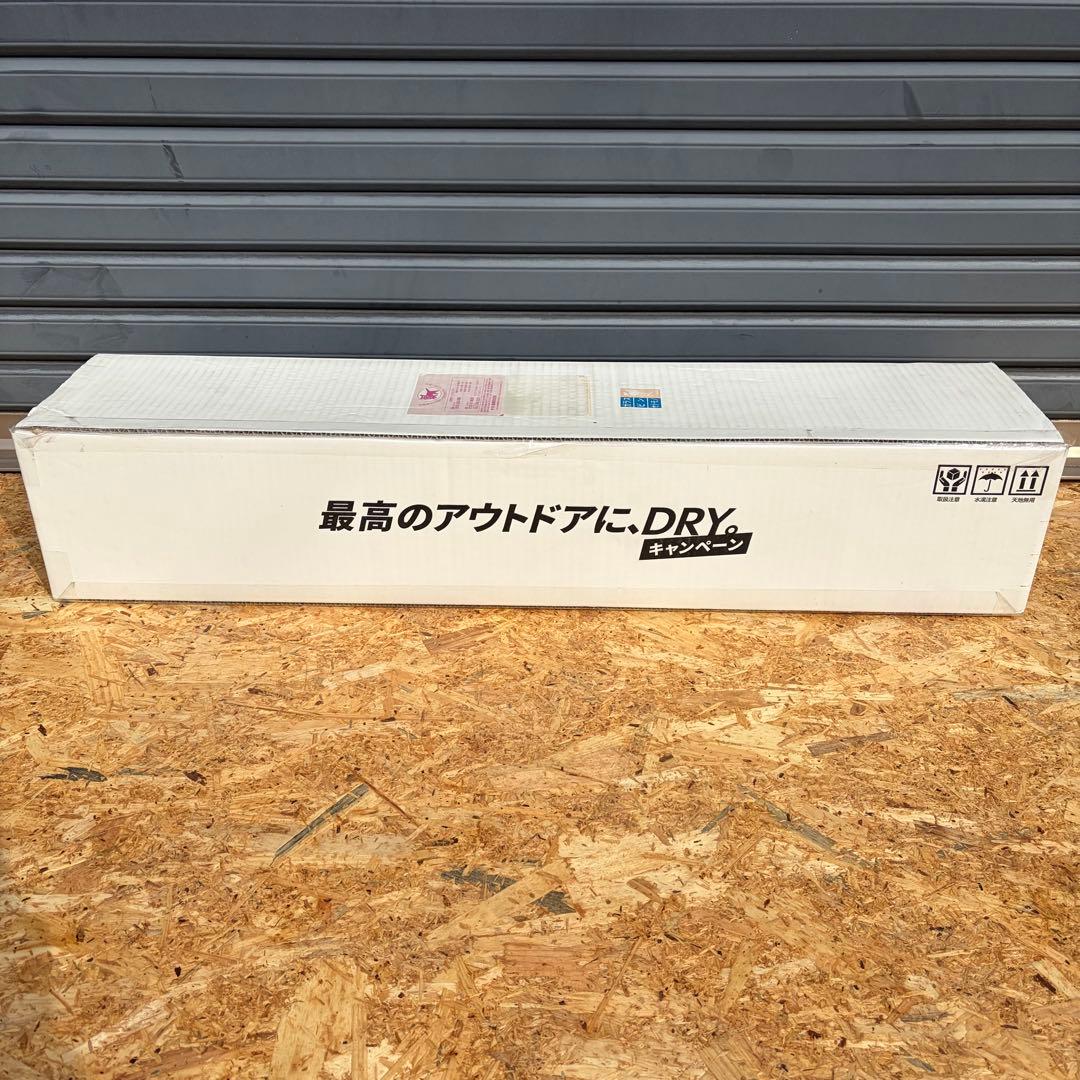 最高のアウトドアに、DRY。
キャンペーン
取扱注意
水濡注意
天地無用